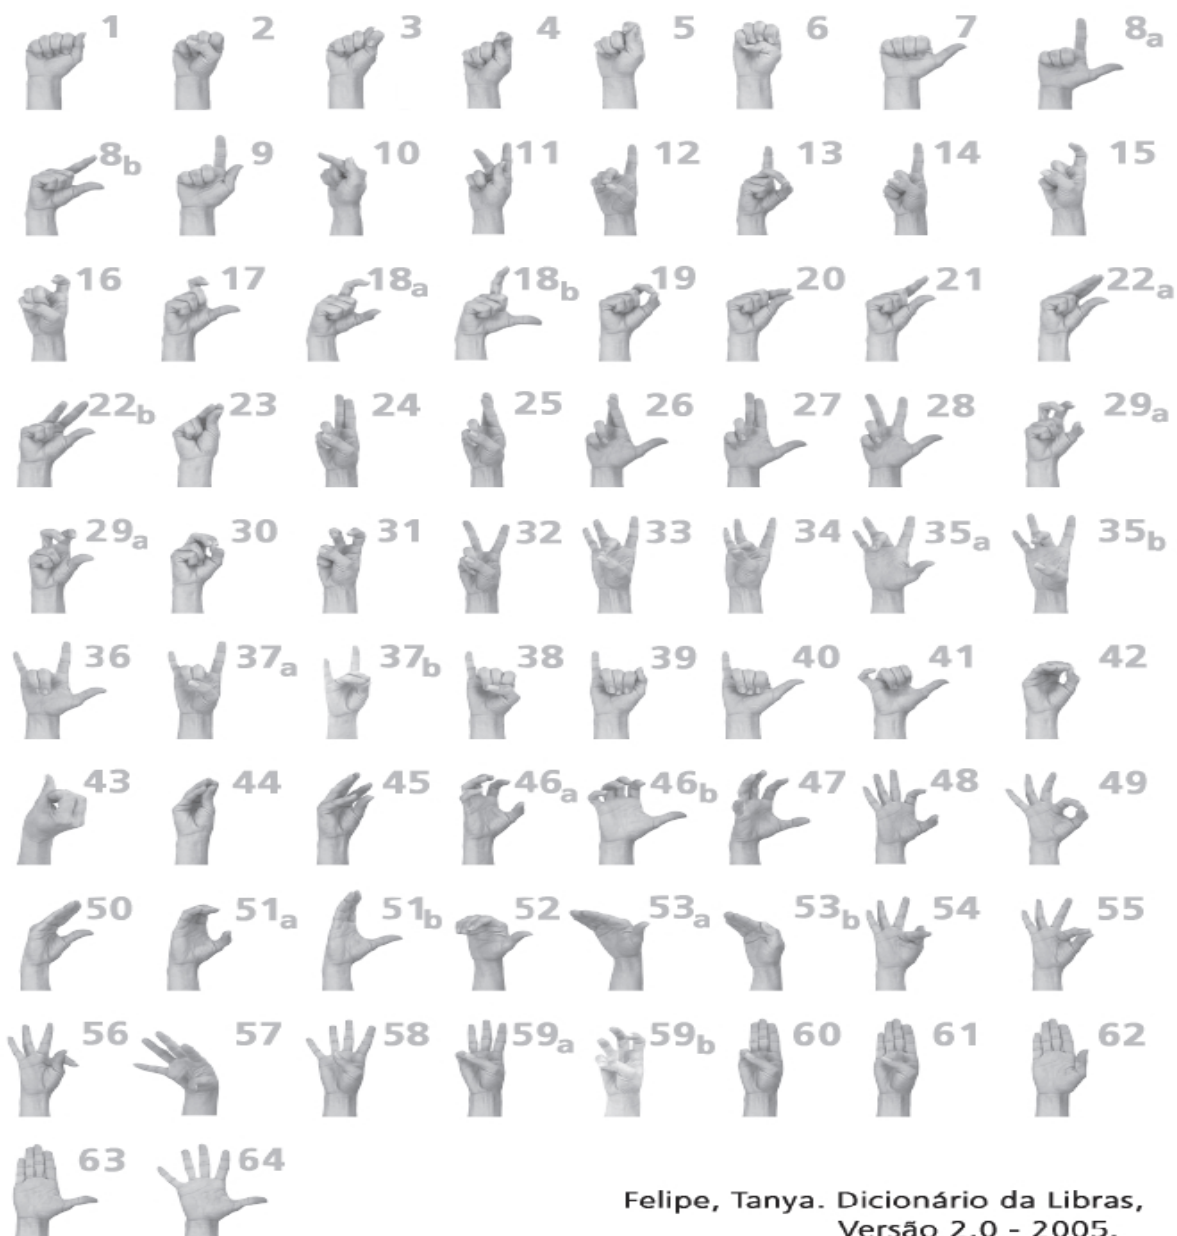 1 2 3 4 5 6 7 8a
8b 9 10 11 12 13 14 15
16 17 18a 18b 19 20 21 22a
22b 23 24 25 26 27 28 29a
29a 30 31 32 33 34 35a 35b
36 37a 37b 38 39 40 41 42
43 44 45 46a 46b 47 48 49
50 51a 51b 52 53a 53b 54 55
56 57 58 59a 59b 60 61 62
63 64
Felipe, Tanya. Dicionário da Libras,
Versão 2.0 - 2005.